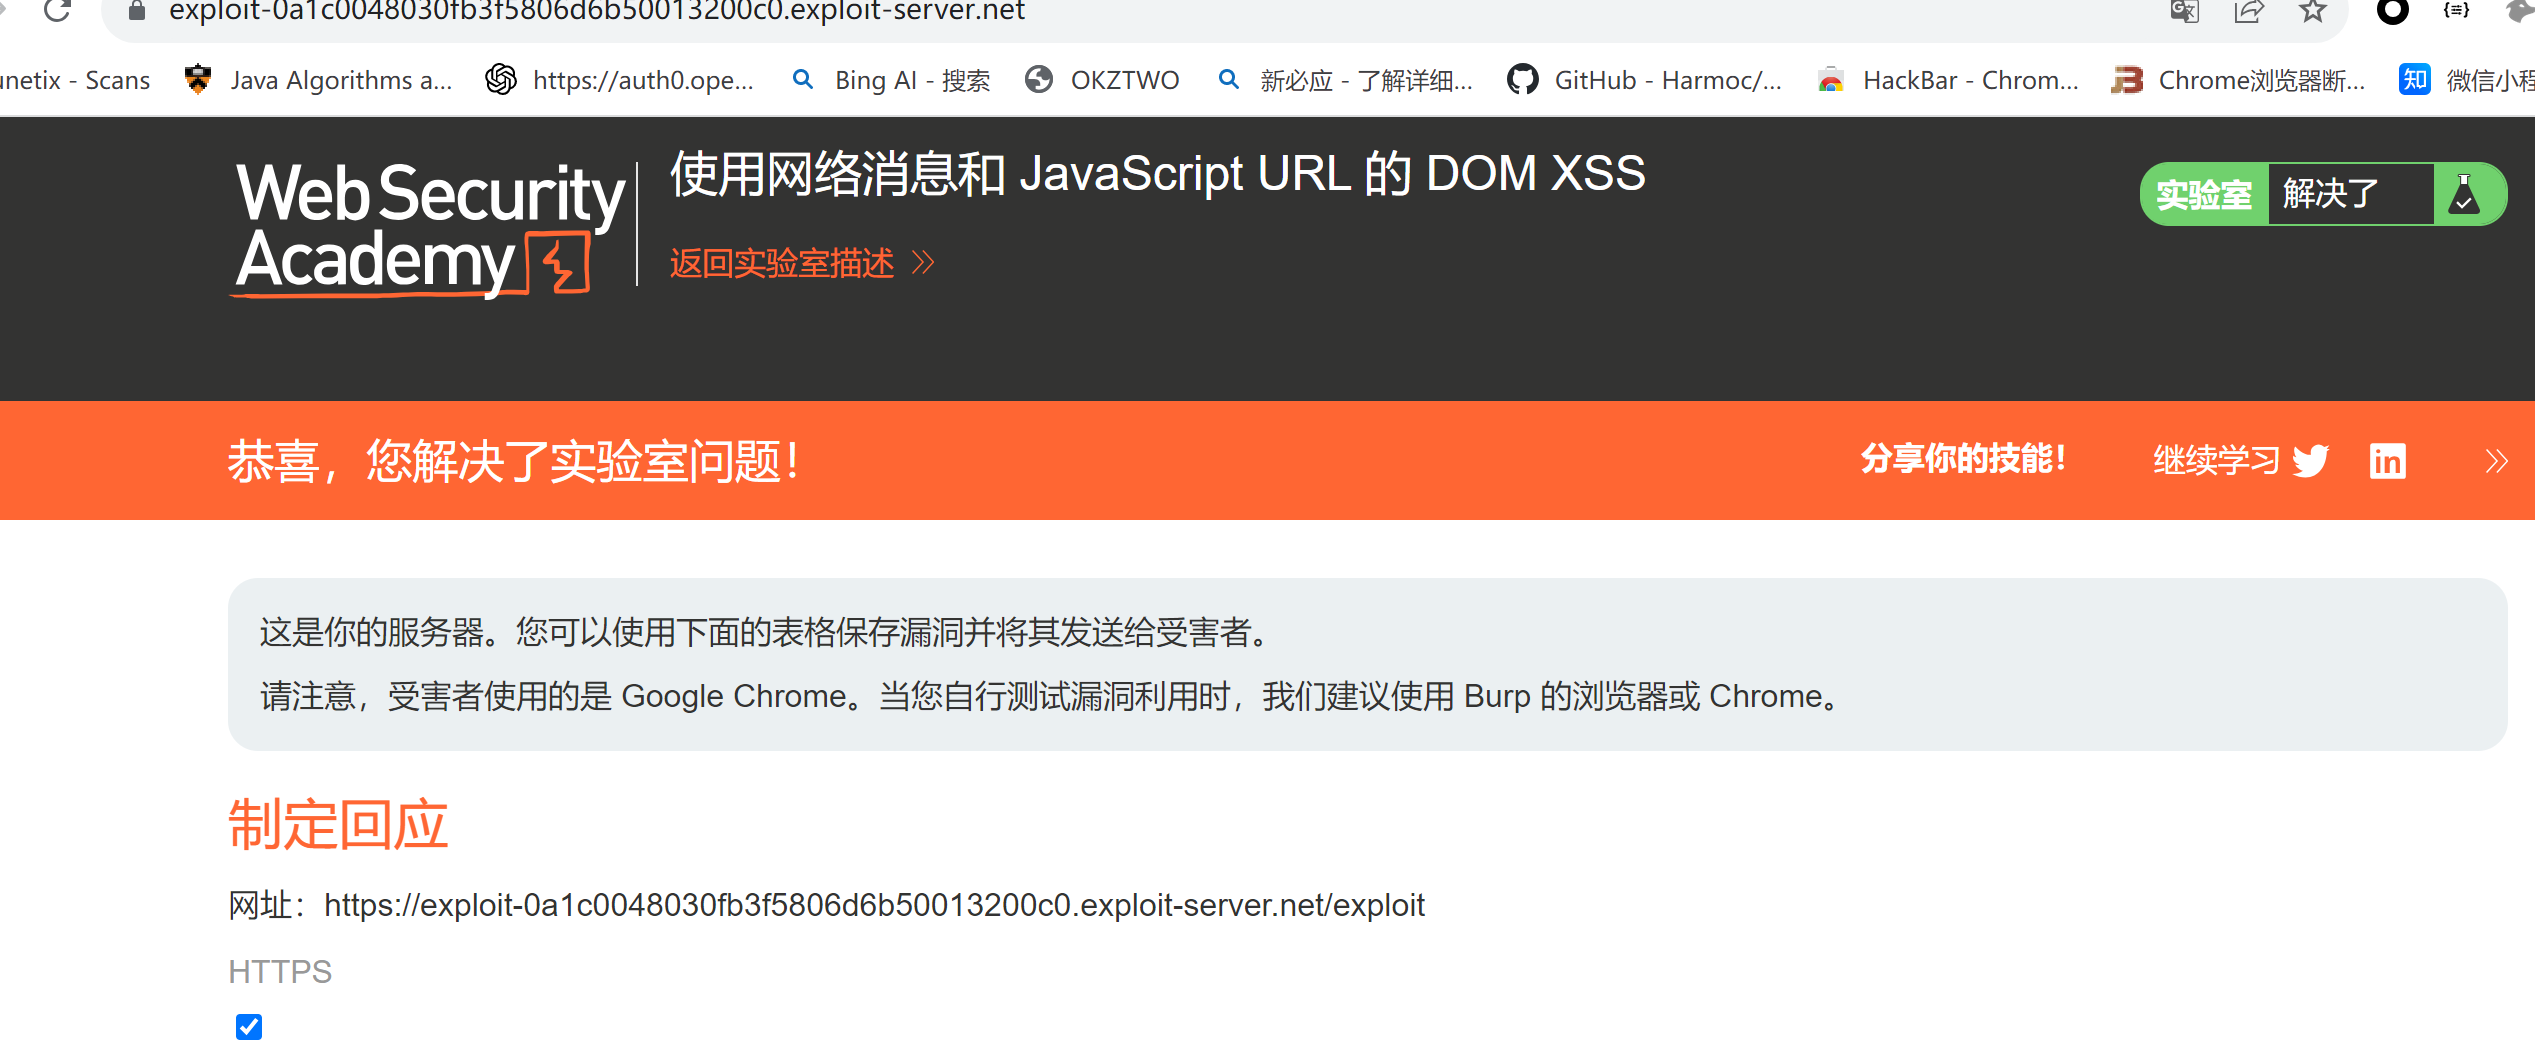 exploit-0a1c0048030fb3f5806d6b50013200c0.exploit-server.net
unetix - Scans Java Algorithms a... https://auth0.ope... Bing AI - 搜索 OKZTWO 新必应 - 了解详细... GitHub - Harmoc/... HackBar - Chrom... Chrome浏览器断... 知 微信小程
Web Security
Academy
使用网络消息和 JavaScript URL 的 DOM XSS
返回实验室描述
实验室 解决了
恭喜，您解决了实验室问题！
分享你的技能！ 继续学习
这是你的服务器。您可以使用下面的表格保存漏洞并将其发送给受害者。
请注意，受害者使用的是 Google Chrome。当您自行测试漏洞利用时，我们建议使用 Burp 的浏览器或 Chrome。
制定回应
网址：https://exploit-0a1c0048030fb3f5806d6b50013200c0.exploit-server.net/exploit
HTTPS